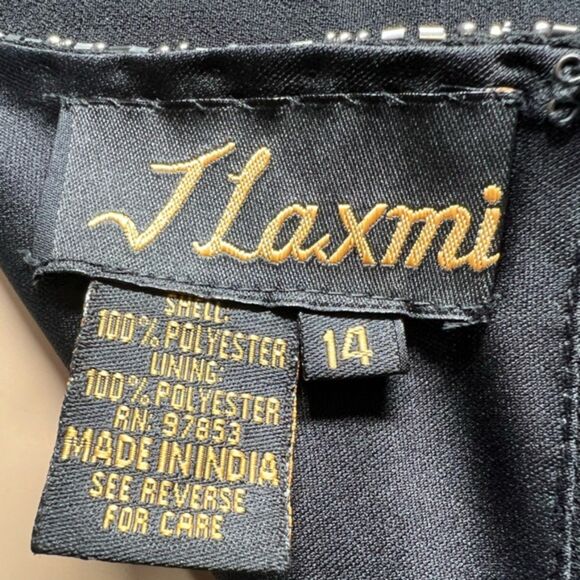 J Laxmi
14
SHELL:
100% POLYESTER
LINING:
100% POLYESTER
RN: 97853
MADE IN INDIA
SEE REVERSE
FOR CARE